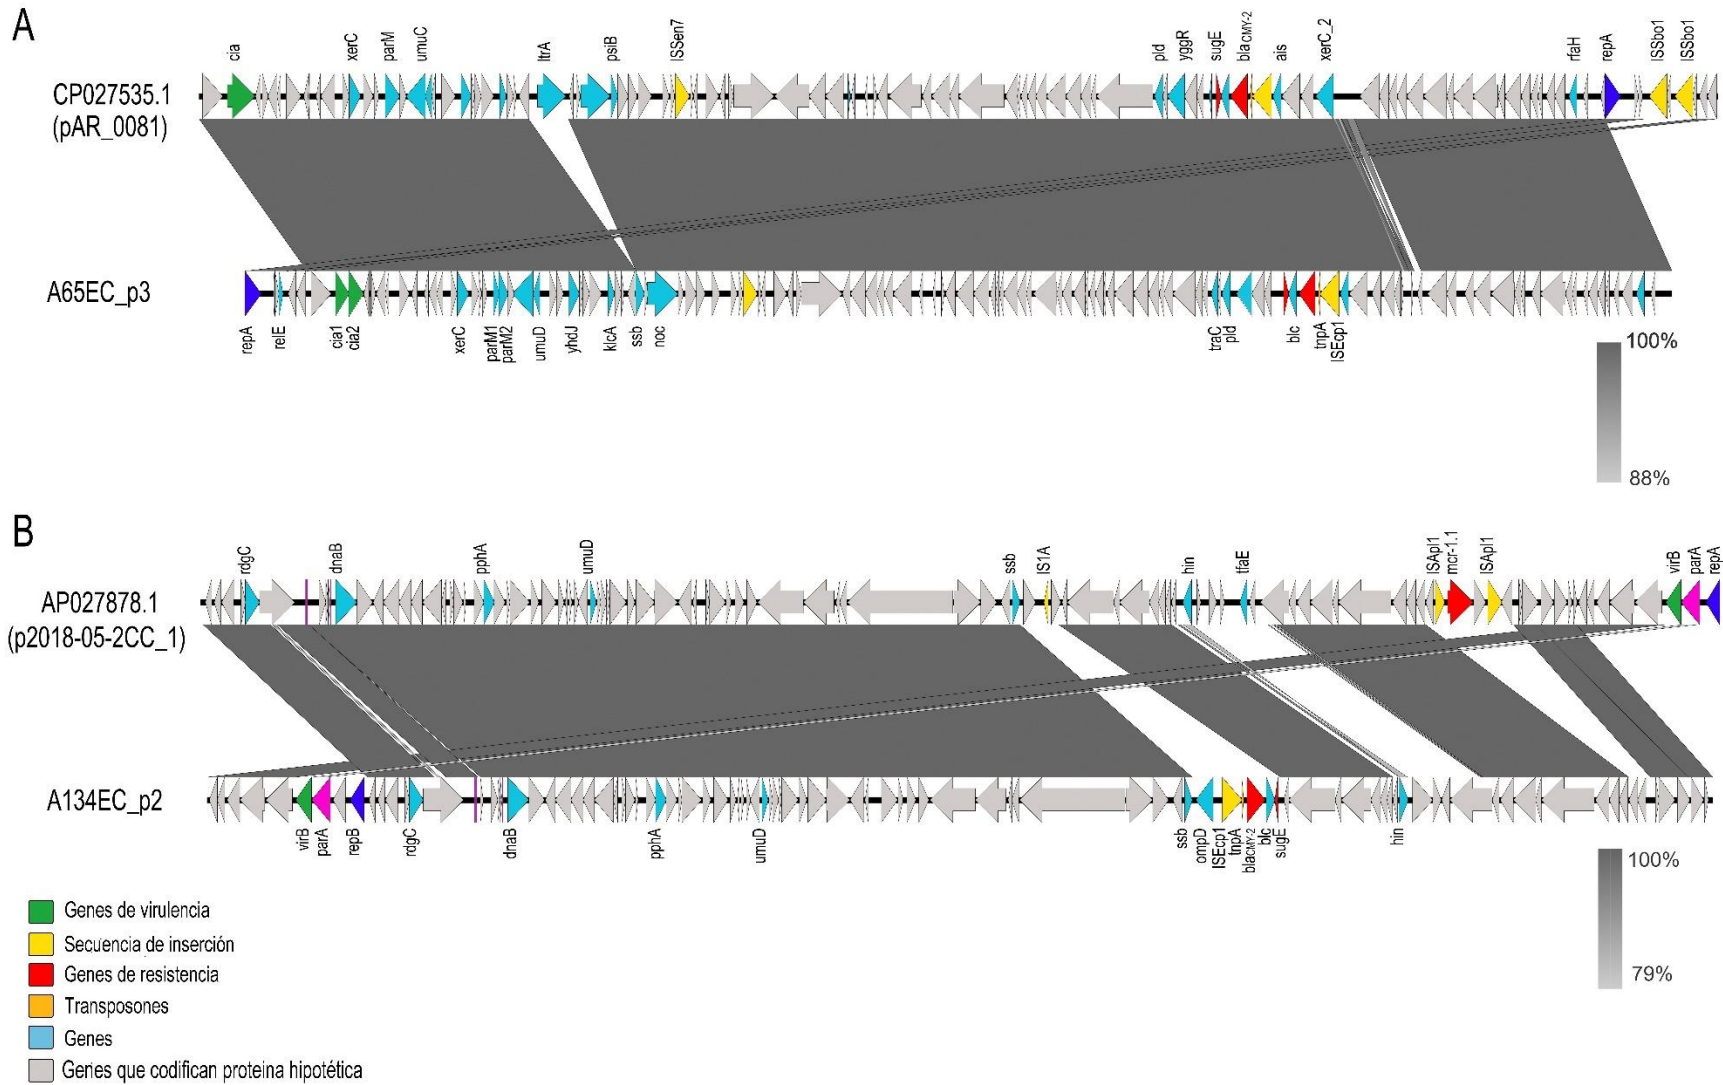 A
cia xerC parM umuC ltrA psiB ISSen7 pld yggR sugE blaCMY-2 ais xerC_2 rfaH repA ISSbo1 ISSbo1
CP027535.1
(pAR_0081)
A65EC_p3
repA relE cia1 cia2 xerC parM1 parM2 umuD yhdJ klcA ssb noc traC pld blc tnpA ISEcp1
100%
88%
B
rdgC dnaB pphA umuD ssb IS1A hin tfaE ISApl1 mcr-1.1 ISApl1 virB parA repA
AP027878.1
(p2018-05-2CC_1)
A134EC_p2
virB parA repB rdgC dnaB pphA umuD ssb ompD ISEcp1 tnpA blaCMY-2 blc sugE hin
100%
79%
Genes de virulencia
Secuencia de inserción
Genes de resistencia
Transposones
Genes
Genes que codifican proteina hipotética